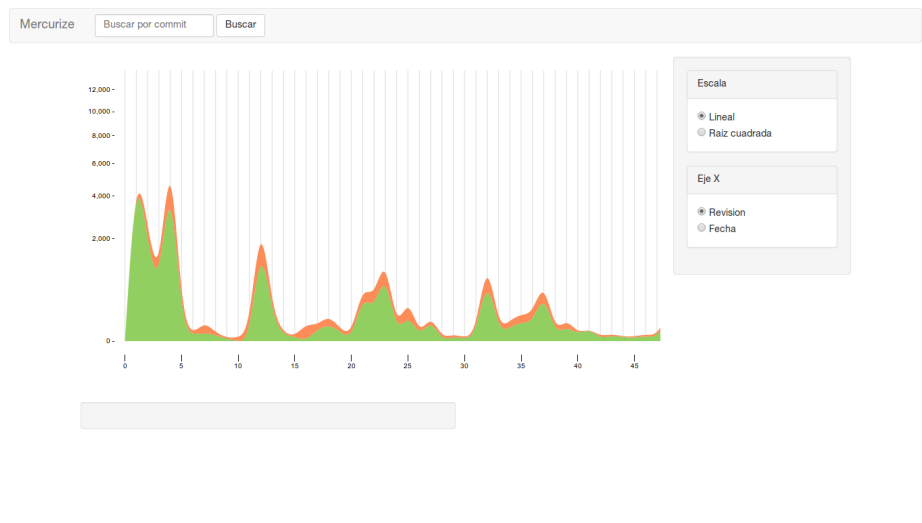 Mercurize Buscar por commit Buscar
12,000
10,000
8,000
6,000
4,000
2,000
0
0 5 10 15 20 25 30 35 40 45
Escala
Lineal
Raiz cuadrada
Eje X
Revision
Fecha